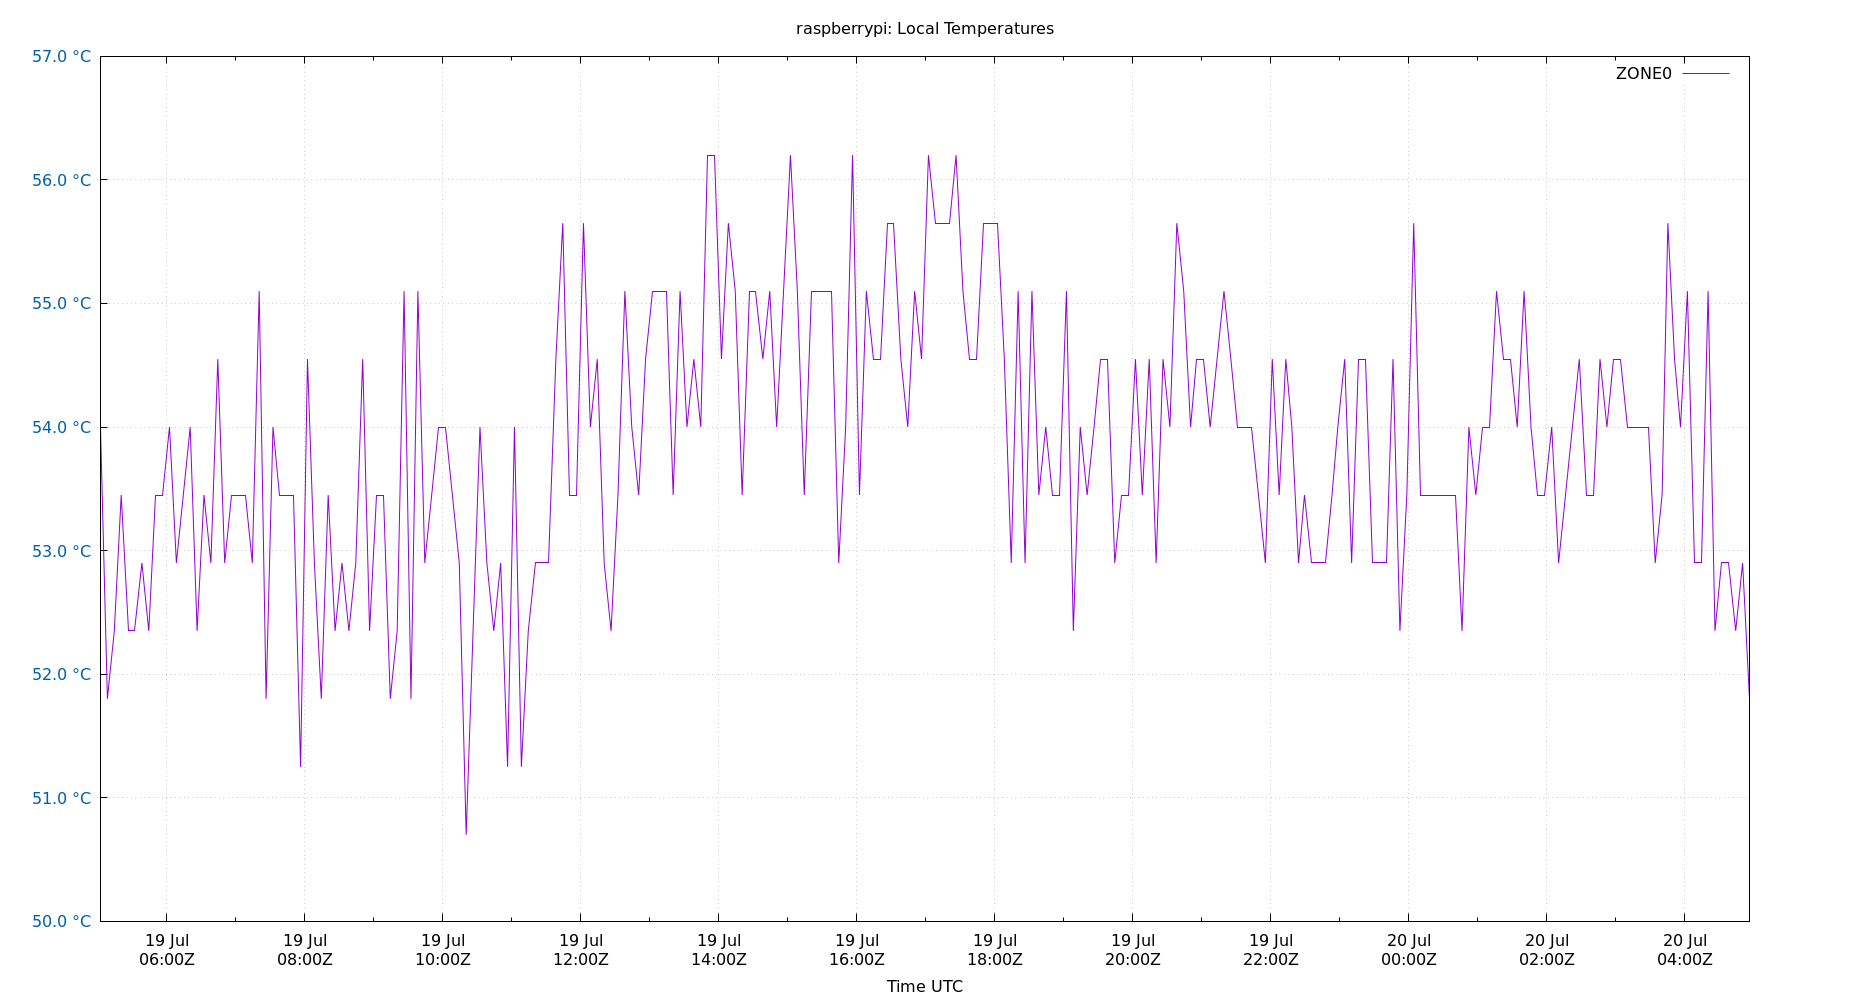 raspberrypi: Local Temperatures
57.0 °C
ZONE0
56.0 °C
55.0 °C
54.0 °C
53.0 °C
52.0 °C
51.0 °C
50.0 °C
19 Jul 19 Jul 19 Jul 19 Jul 19 Jul 19 Jul 19 Jul 19 Jul 19 Jul 20 Jul 20 Jul 20 Jul
06:00Z 08:00Z 10:00Z 12:00Z 14:00Z 16:00Z 18:00Z 20:00Z 22:00Z 00:00Z 02:00Z 04:00Z
Time UTC